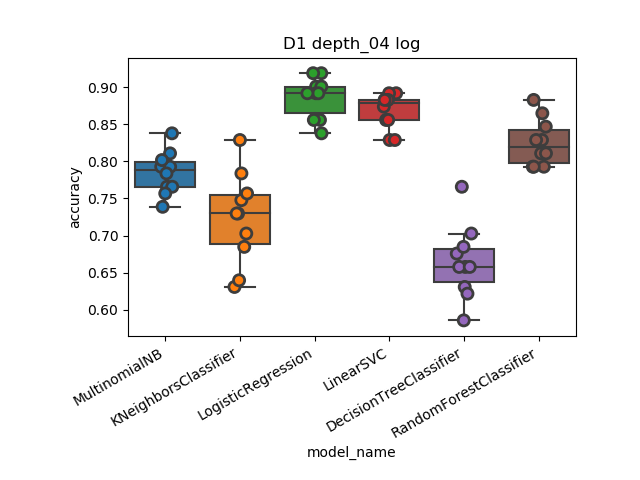 D1 depth_04 log
accuracy
0.90
0.85
0.80
0.75
0.70
0.65
0.60
MultinomialNB
KNeighborsClassifier
LogisticRegression
LinearSVC
DecisionTreeClassifier
RandomForestClassifier
model_name